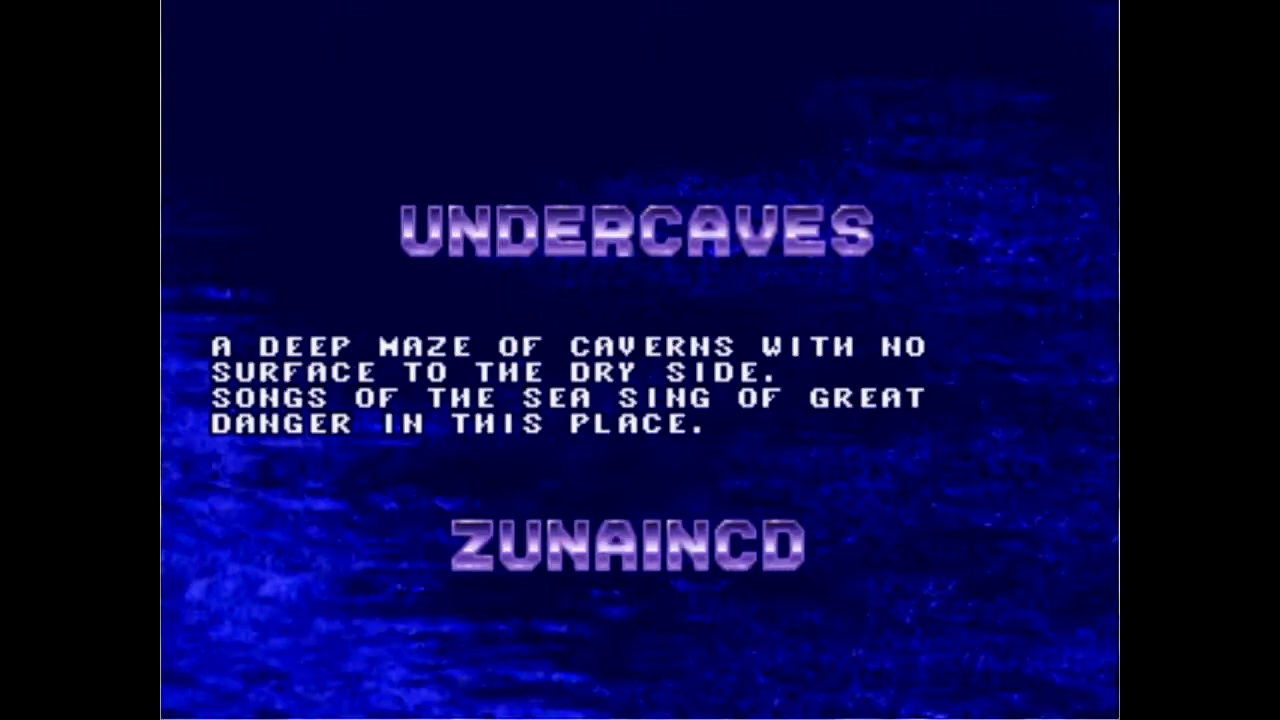 UNDERCAVES
A DEEP MAZE OF CAVERNS WITH NO
SURFACE TO THE DRY SIDE.
SONGS OF THE SEA SING OF GREAT
DANGER IN THIS PLACE.
ZUNAINCD